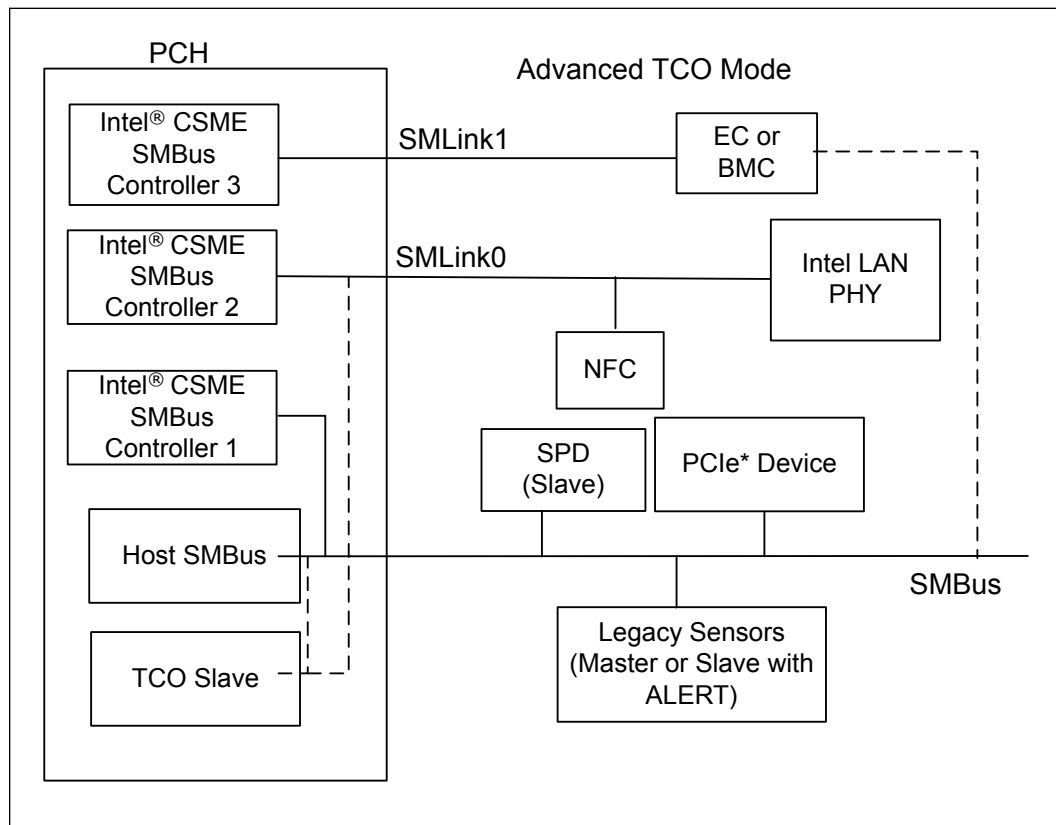 PCH
Advanced TCO Mode
Intel® CSME
SMBus
Controller 3
SMLink1
EC or
BMC
Intel® CSME
SMBus
Controller 2
SMLink0
Intel LAN
PHY
NFC
Intel® CSME
SMBus
Controller 1
SPD
(Slave)
PCIe* Device
Host SMBus
SMBus
TCO Slave
Legacy Sensors
(Master or Slave with
ALERT)